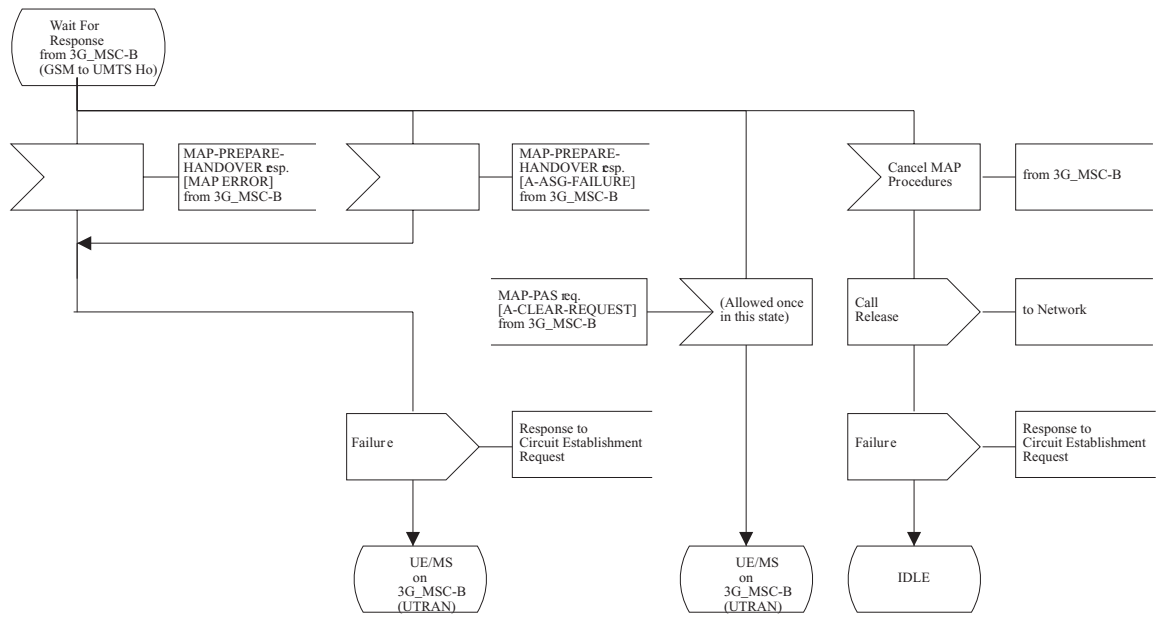 Wait For
Response
from 3G_MSC-B
(GSM to UMTS Ho)
MAP-PREPARE-
HANDOVER resp.
[MAP ERROR]
from 3G_MSC-B
MAP-PREPARE-
HANDOVER resp.
[A-ASG-FAILURE]
from 3G_MSC-B
Cancel MAP
Procedures
from 3G_MSC-B
MAP-PAS req.
[A-CLEAR-REQUEST]
from 3G_MSC-B
(Allowed once
in this state)
Call
Release
to Network
Failure
Response to
Circuit Establishment
Request
Failure
Response to
Circuit Establishment
Request
UE/MS
on
3G_MSC-B
(UTRAN)
UE/MS
on
3G_MSC-B
(UTRAN)
IDLE